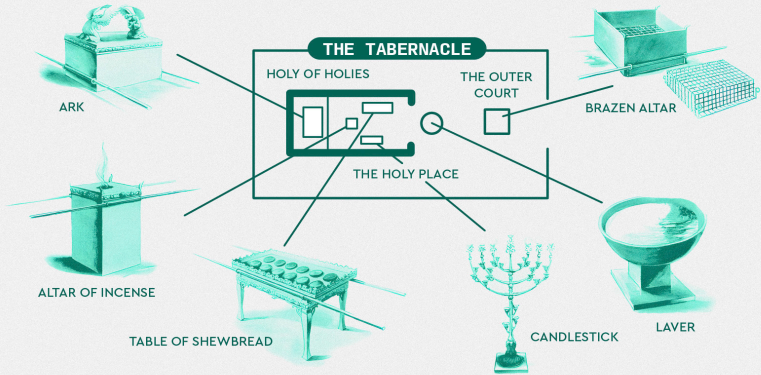 THE TABERNACLE
HOLY OF HOLIES
THE OUTER
COURT
ARK
BRAZEN ALTAR
THE HOLY PLACE
ALTAR OF INCENSE
TABLE OF SHEWBREAD
CANDLESTICK
LAVER